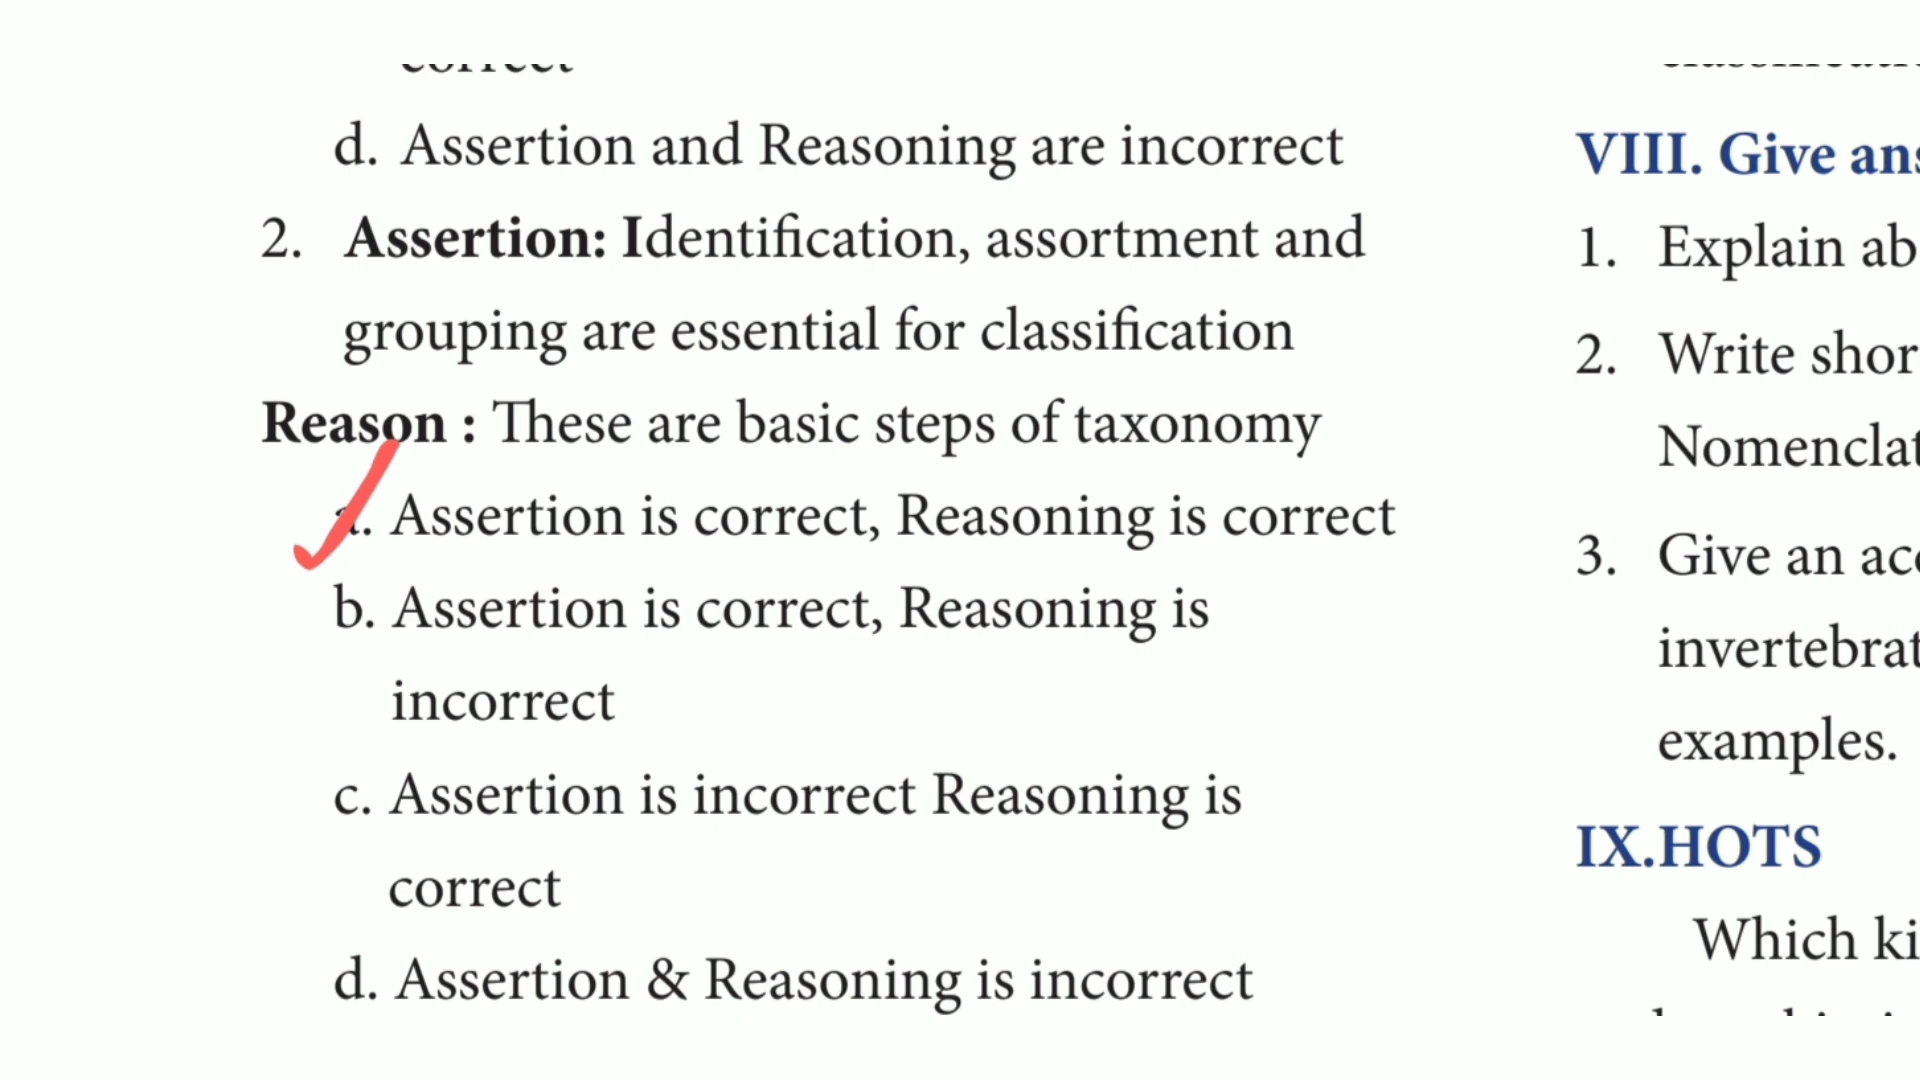 correct
d. Assertion and Reasoning are incorrect
2. Assertion: Identification, assortment and
grouping are essential for classification
Reason : These are basic steps of taxonomy
a. Assertion is correct, Reasoning is correct
b. Assertion is correct, Reasoning is
incorrect
c. Assertion is incorrect Reasoning is
correct
d. Assertion & Reasoning is incorrect
VIII. Give ans
1. Explain ab
2. Write shor
Nomenclat
3. Give an acc
invertebrat
examples.
IX.HOTS
Which ki